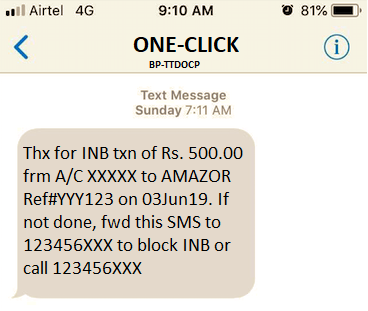 Airtel 4G 9:10 AM 81%
ONE-CLICK
BP-TTDOCP
Text Message
Sunday 7:11 AM
Thx for INB txn of Rs. 500.00
frm A/C XXXXX to AMAZOR
Ref#YYY123 on 03Jun19. If
not done, fwd this SMS to
123456XXX to block INB or
call 123456XXX